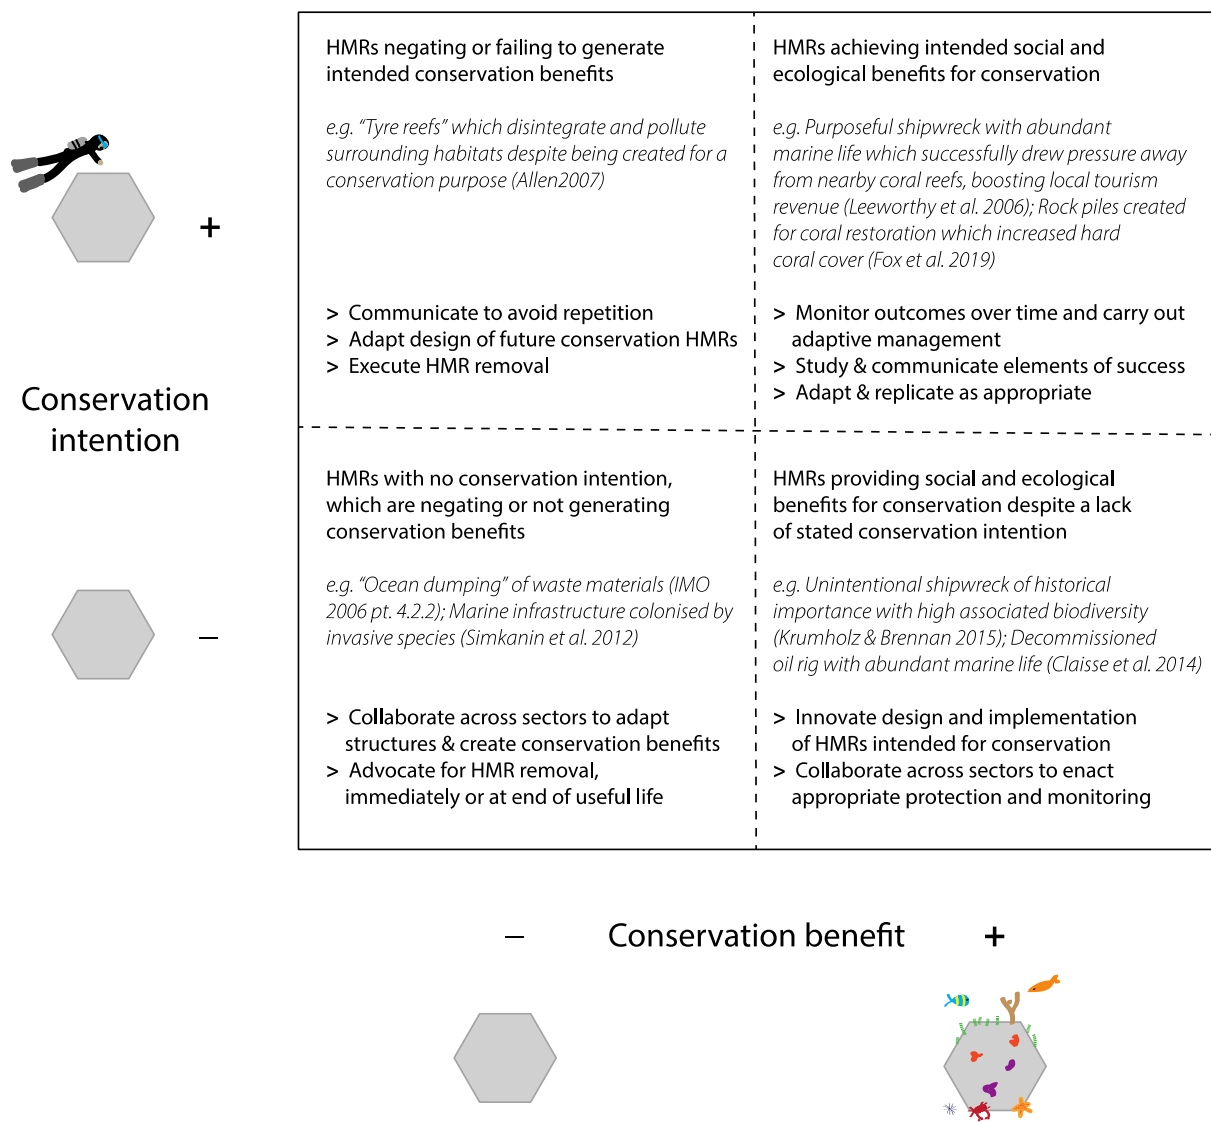 HMRs negating or failing to generate
intended conservation benefits
e.g. “Tyre reefs” which disintegrate and pollute
surrounding habitats despite being created for a
conservation purpose (Allen2007)
> Communicate to avoid repetition
> Adapt design of future conservation HMRs
> Execute HMR removal
HMRs achieving intended social and
ecological benefits for conservation
e.g. Purposeful shipwreck with abundant
marine life which successfully drew pressure away
from nearby coral reefs, boosting local tourism
revenue (Leeworthy et al. 2006); Rock piles created
for coral restoration which increased hard
coral cover (Fox et al. 2019)
> Monitor outcomes over time and carry out
adaptive management
> Study & communicate elements of success
> Adapt & replicate as appropriate
+
Conservation
intention
–
HMRs with no conservation intention,
which are negating or not generating
conservation benefits
e.g. “Ocean dumping” of waste materials (IMO
2006 pt. 4.2.2); Marine infrastructure colonised by
invasive species (Simkanin et al. 2012)
> Collaborate across sectors to adapt
structures & create conservation benefits
> Advocate for HMR removal,
immediately or at end of useful life
HMRs providing social and ecological
benefits for conservation despite a lack
of stated conservation intention
e.g. Unintentional shipwreck of historical
importance with high associated biodiversity
(Krumholz & Brennan 2015); Decommissioned
oil rig with abundant marine life (Claisse et al. 2014)
> Innovate design and implementation
of HMRs intended for conservation
> Collaborate across sectors to enact
appropriate protection and monitoring
– Conservation benefit +